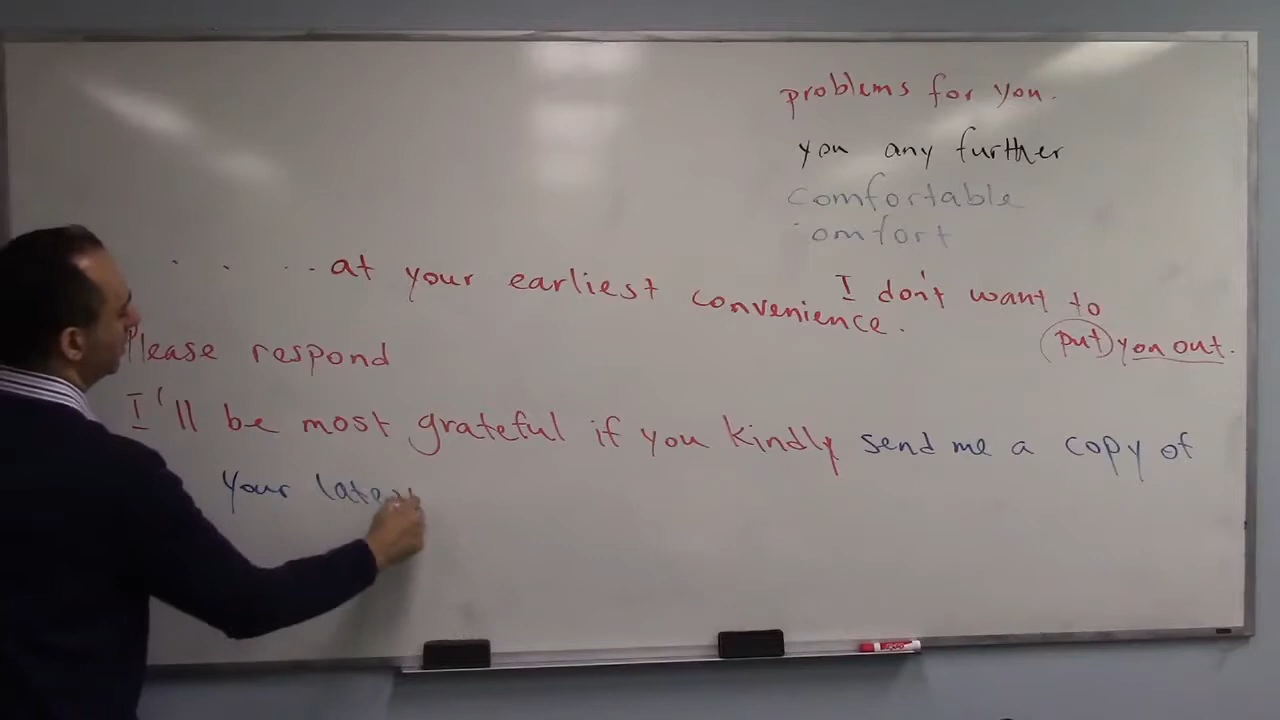 problems for you.
you any further
comfortable
omfort
. . . . at your earliest convenience.
I don't want to
put you out.
Please respond
I'll be most grateful if you kindly send me a copy of
your